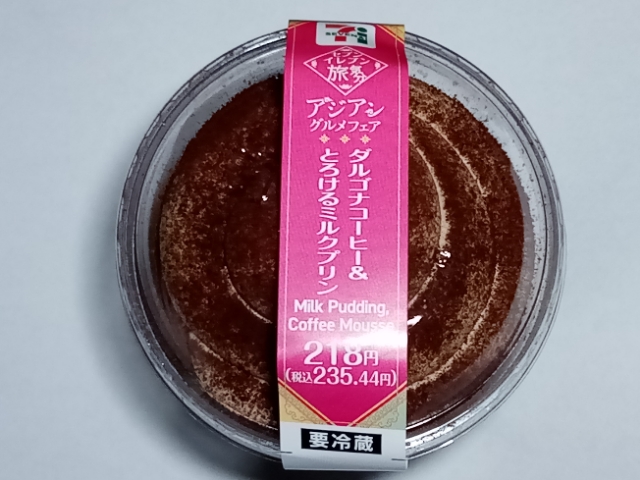 7
SEVEN
セブン‐イレブン
旅気分
アジアン
グルメフェア
ダルゴナコーヒー&
とろけるミルクプリン
Milk Pudding,
Coffee Mousse
218円
(税込235.44円)
要冷蔵